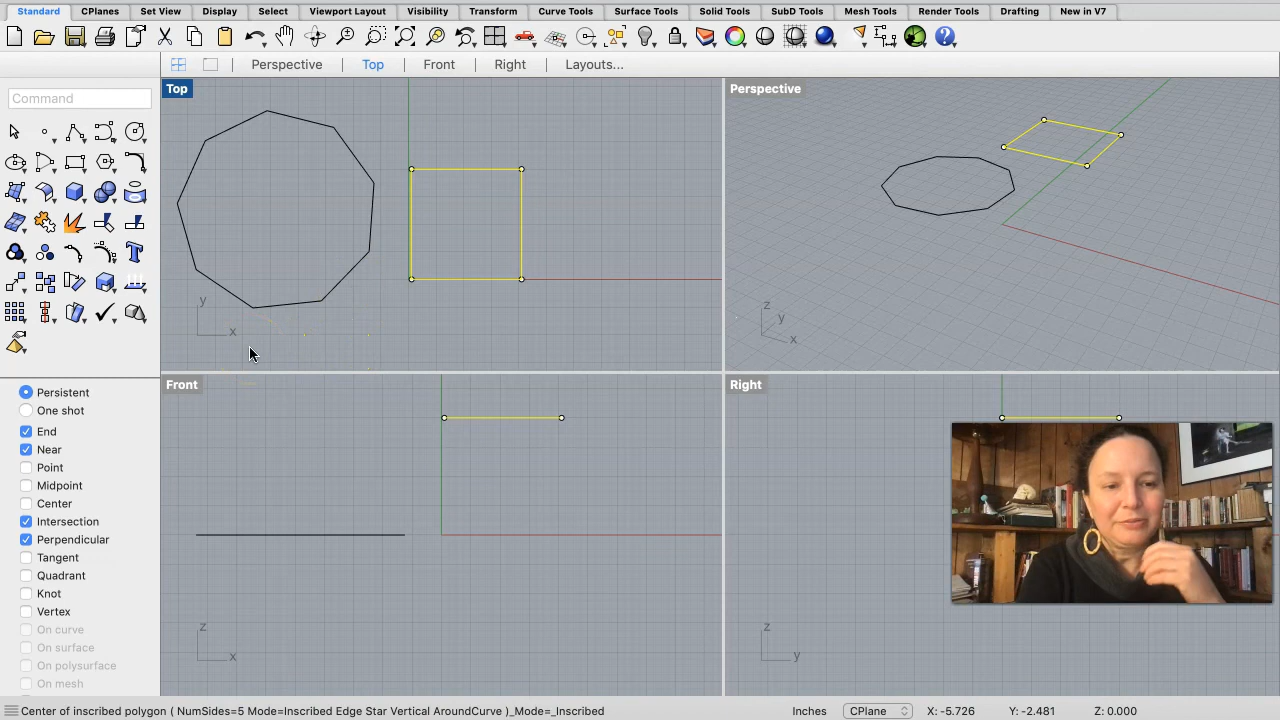 Standard CPlanes Set View Display Select Viewport Layout Visibility Transform Curve Tools Surface Tools Solid Tools SubD Tools Mesh Tools Render Tools Drafting New in V7
Perspective Top Front Right Layouts...
Command
Top
Perspective
y
x
z
y
x
Front
Right
z
x
z
y
Persistent
One shot
End
Near
Point
Midpoint
Center
Intersection
Perpendicular
Tangent
Quadrant
Knot
Vertex
On curve
On surface
On polysurface
On mesh
Center of inscribed polygon ( NumSides=5 Mode=Inscribed Edge Star Vertical AroundCurve )_Mode=_Inscribed Inches CPlane X: -5.726 Y: -2.481 Z: 0.000